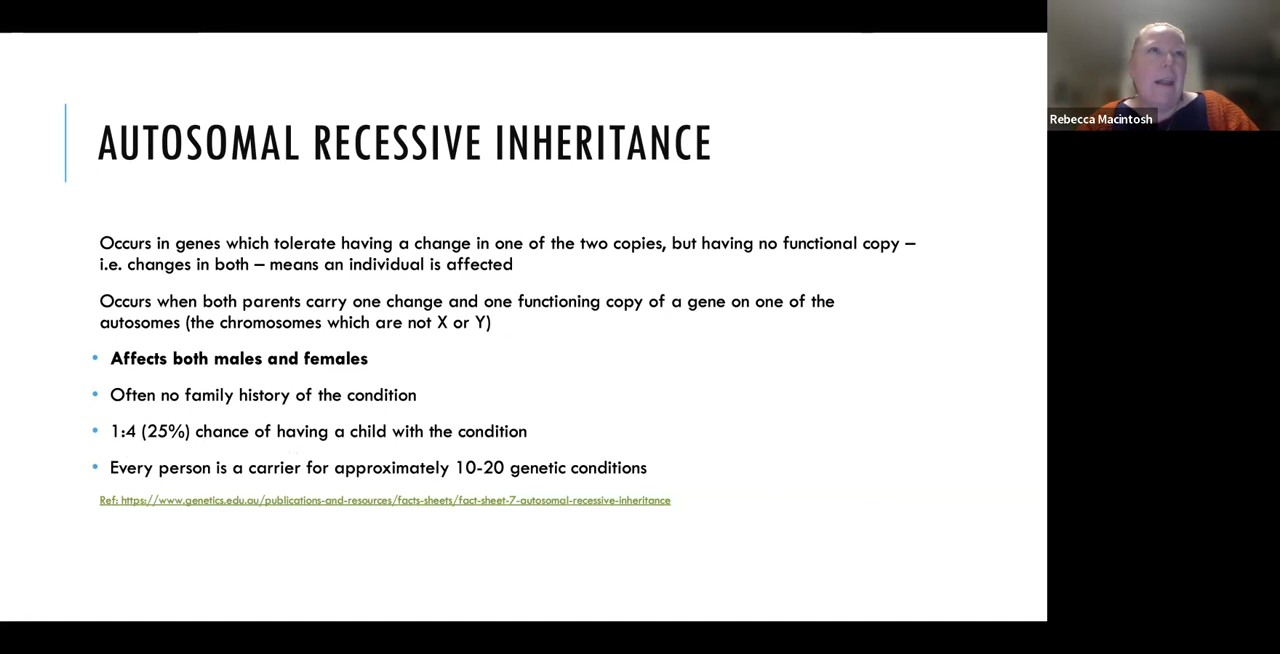 AUTOSOMAL RECESSIVE INHERITANCE
Occurs in genes which tolerate having a change in one of the two copies, but having no functional copy –
i.e. changes in both – means an individual is affected
Occurs when both parents carry one change and one functioning copy of a gene on one of the
autosomes (the chromosomes which are not X or Y)
• Affects both males and females
• Often no family history of the condition
• 1:4 (25%) chance of having a child with the condition
• Every person is a carrier for approximately 10-20 genetic conditions
Ref: https://www.genetics.edu.au/publications-and-resources/facts-sheets/fact-sheet-7-autosomal-recessive-inheritance
Rebecca Macintosh